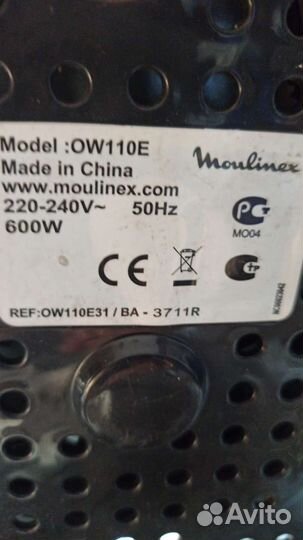 Model :OW110E
Moulinex
Made in China
www.moulinex.com
220-240V~ 50Hz
600W
MO04
CE
REF:OW110E31 / BA - 3711R
Avito